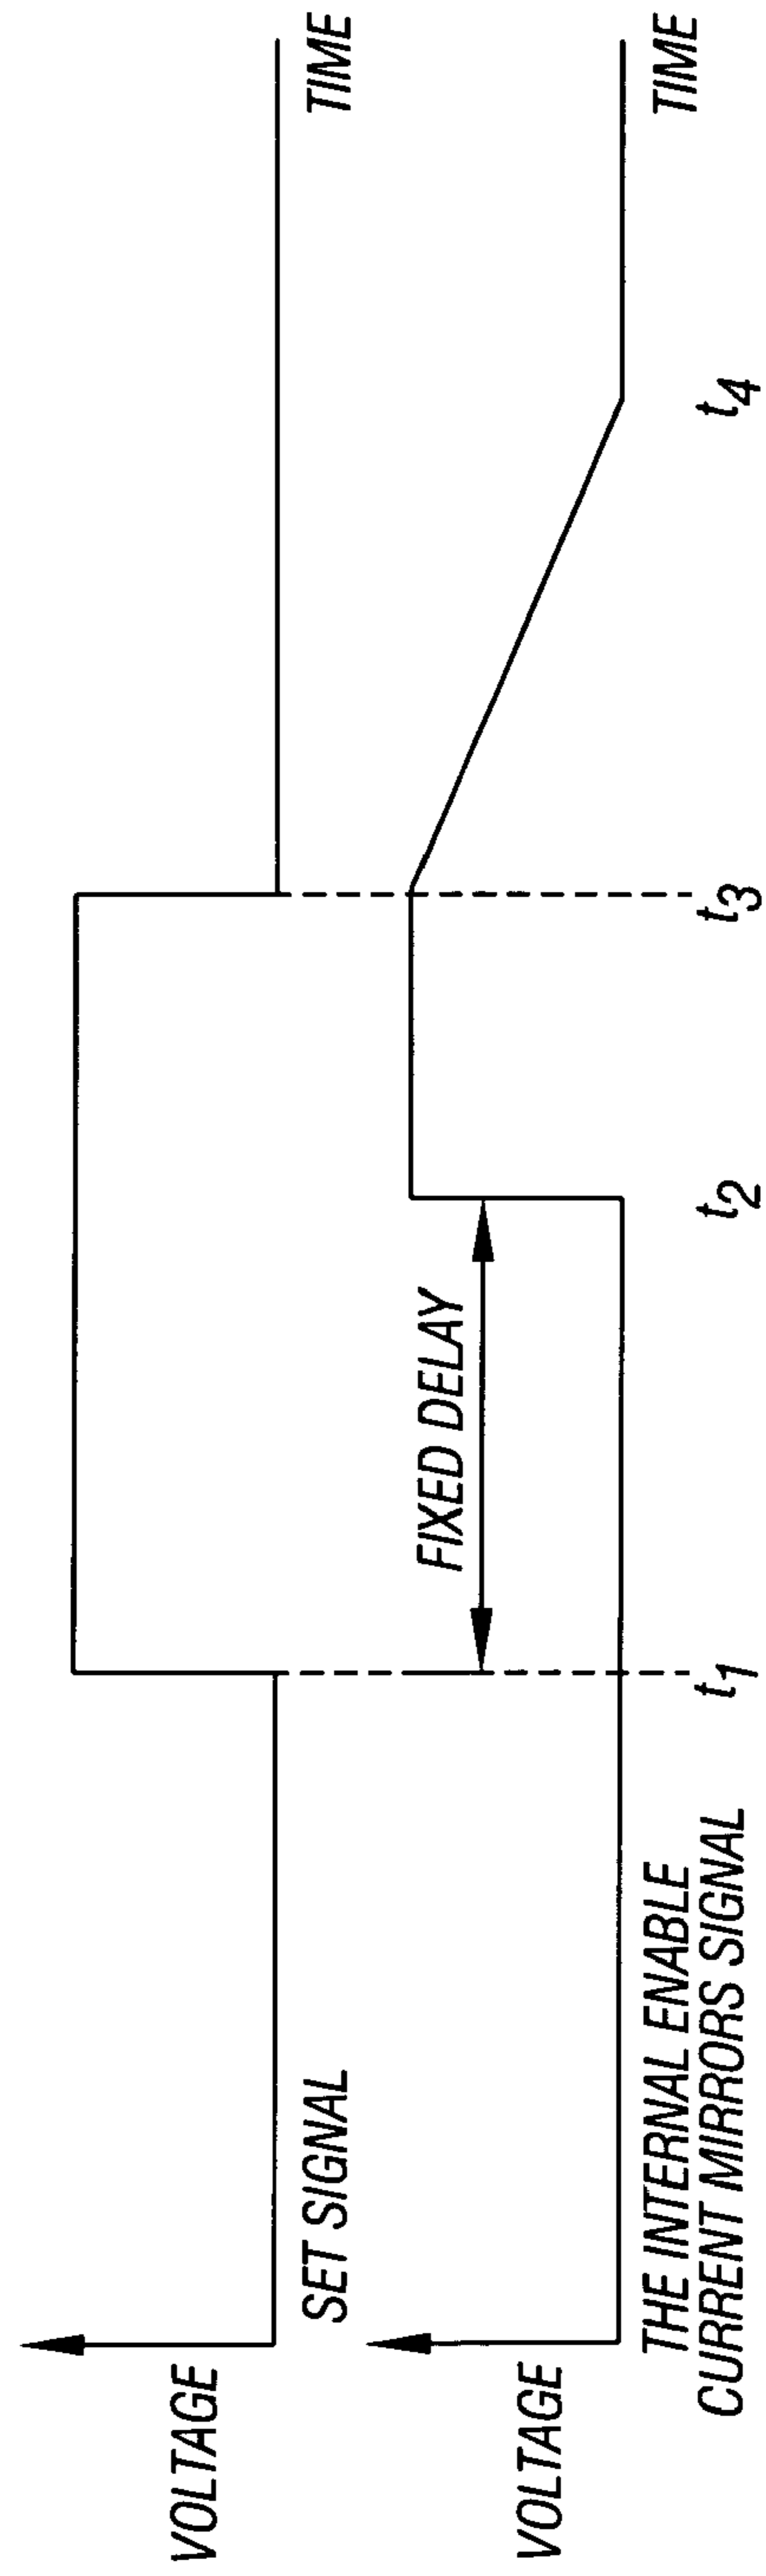 VOLTAGE
SET SIGNAL
TIME
VOLTAGE
FIXED DELAY
TIME
THE INTERNAL ENABLE
CURRENT MIRRORS SIGNAL
t1
t2
t3
t4